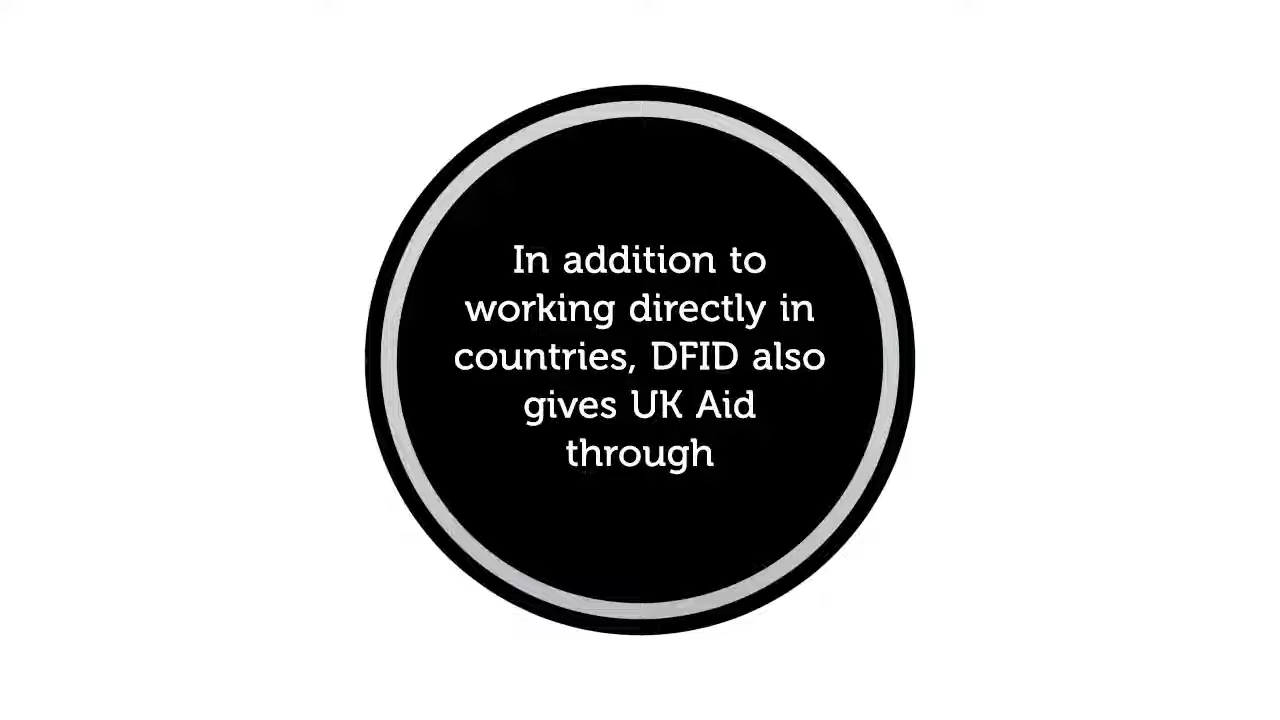 In addition to
working directly in
countries, DFID also
gives UK Aid
through